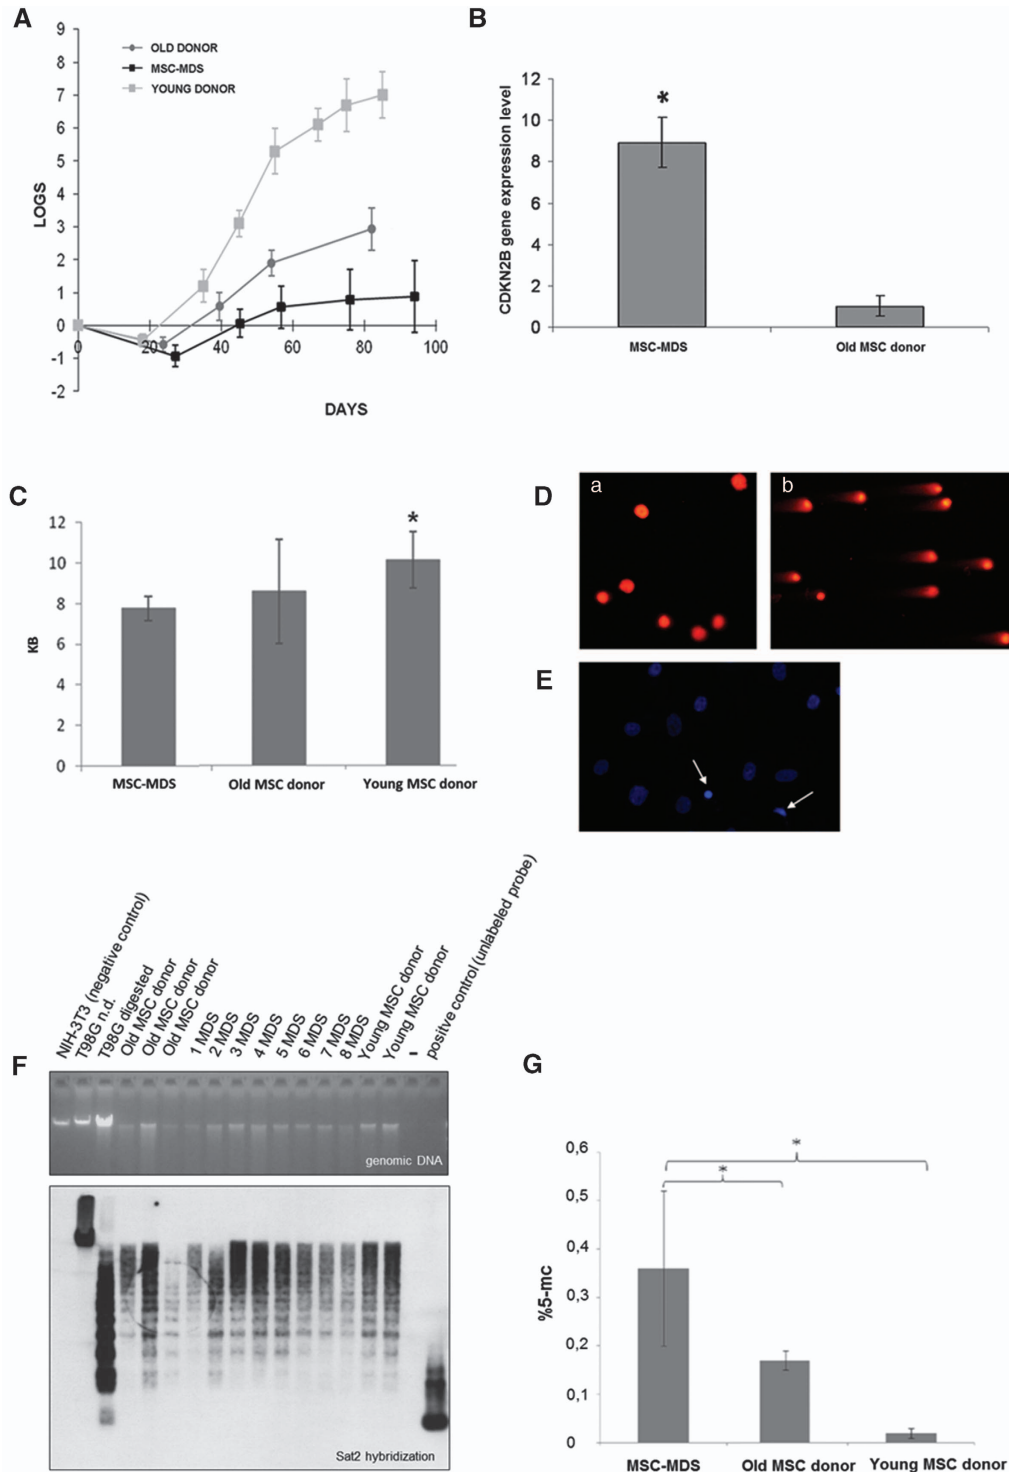 A
9
8
7
6
5
4
3
2
1
0
-1
-2
LOGS
OLD DONOR
MSC-MDS
YOUNG DONOR
0
20
40
60
80
100
DAYS
B
12
10
8
6
4
2
0
CDKN2B gene expression level
*
MSC-MDS
Old MSC donor
C
12
10
8
6
4
2
0
KB
*
MSC-MDS
Old MSC donor
Young MSC donor
D
a
b
E
F
NIH-3T3 (negative control)
T98G n.d.
T98G digested
Old MSC donor
Old MSC donor
Old MSC donor
1 MDS
2 MDS
3 MDS
4 MDS
5 MDS
6 MDS
7 MDS
8 MDS
Young MSC donor
Young MSC donor
-
positve control (unlabeled probe)
genomic DNA
Sat2 hybridization
G
0,6
0,5
0,4
0,3
0,2
0,1
0
%5-mc
*
*
MSC-MDS
Old MSC donor
Young MSC donor